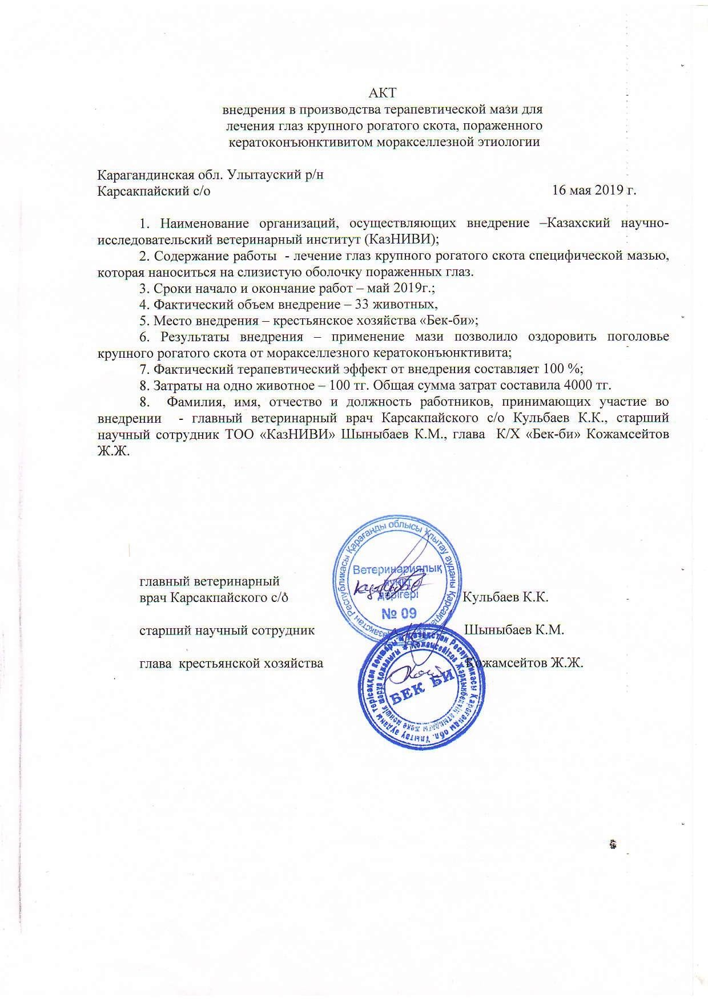 АКТ
внедрения в производства терапевтической мази для
лечения глаз крупного рогатого скота, пораженного
кератоконъюнктивитом моракселлезной этиологии
Карагандинская обл. Улытауский р/н
Карсакпайский с/о 16 мая 2019 г.
1. Наименование организаций, осуществляющих внедрение –Казахский научно-
исследовательский ветеринарный институт (КазНИВИ);
2. Содержание работы - лечение глаз крупного рогатого скота специфической мазью,
которая наноситься на слизистую оболочку пораженных глаз.
3. Сроки начало и окончание работ – май 2019г.;
4. Фактический объем внедрение – 33 животных,
5. Место внедрения – крестьянское хозяйства «Бек-би»;
6. Результаты внедрения – применение мази позволило оздоровить поголовье
крупного рогатого скота от моракселлезного кератоконъюнктивита;
7. Фактический терапевтический эффект от внедрения составляет 100 %;
8. Затраты на одно животное – 100 тг. Общая сумма затрат составила 4000 тг.
8. Фамилия, имя, отчество и должность работников, принимающих участие во
внедрении - главный ветеринарный врач Карсакпайского с/о Кульбаев К.К., старший
научный сотрудник ТОО «КазНИВИ» Шыныбаев К.М., глава К/Х «Бек-би» Кожамсейтов
Ж.Ж.
Қазақстан Республикасы Қарағанды облысы Ұлытау ауданы
Ветеринариялық
пункт
дәрігері
№ 09
главный ветеринарный
врач Карсакпайского с/о Кульбаев К.К.
старший научный сотрудник Шыныбаев К.М.
глава крестьянской хозяйства Кожамсейтов Ж.Ж.
Қазақстан Республикасы Қарағанды обл. Ұлытау ауданы
БЕК БИ